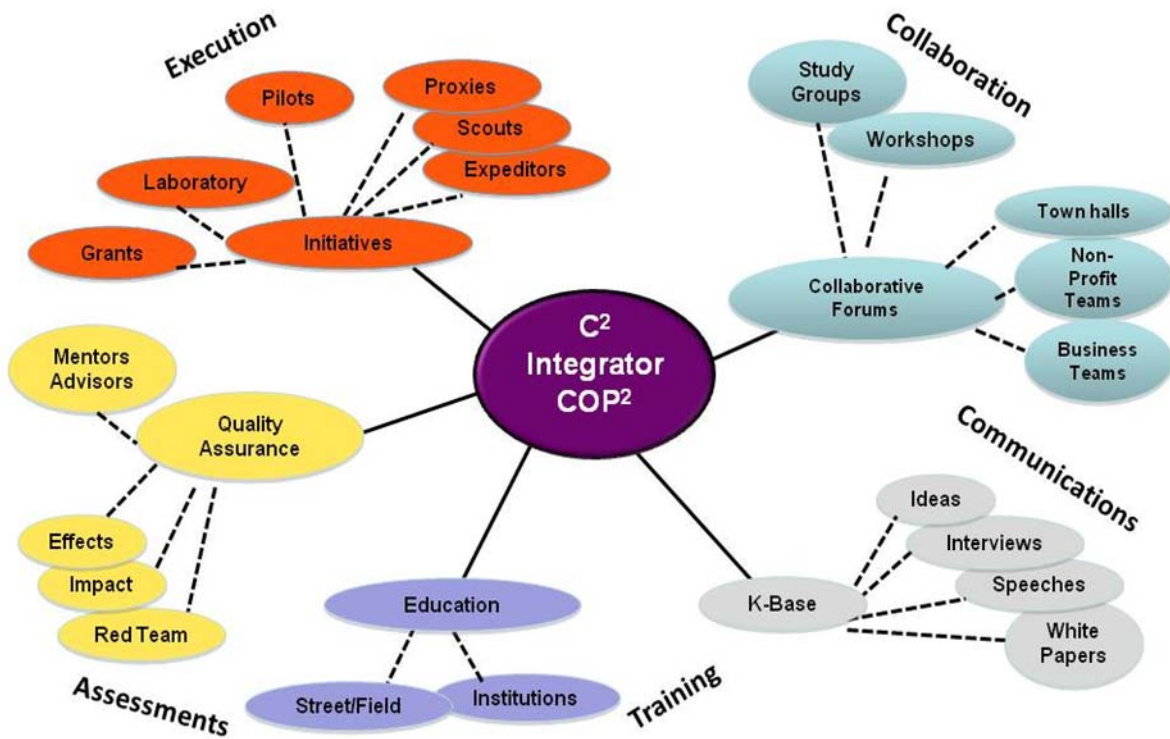 Execution
Pilots
Proxies
Scouts
Expeditors
Laboratory
Grants
Initiatives
Collaboration
Study
Groups
Workshops
Town halls
Non-
Profit
Teams
Business
Teams
Collaborative
Forums
C²
Integrator
COP²
Mentors
Advisors
Quality
Assurance
Effects
Impact
Red Team
Assessments
Education
Street/Field
Institutions
Training
Communications
Ideas
Interviews
Speeches
White
Papers
K-Base